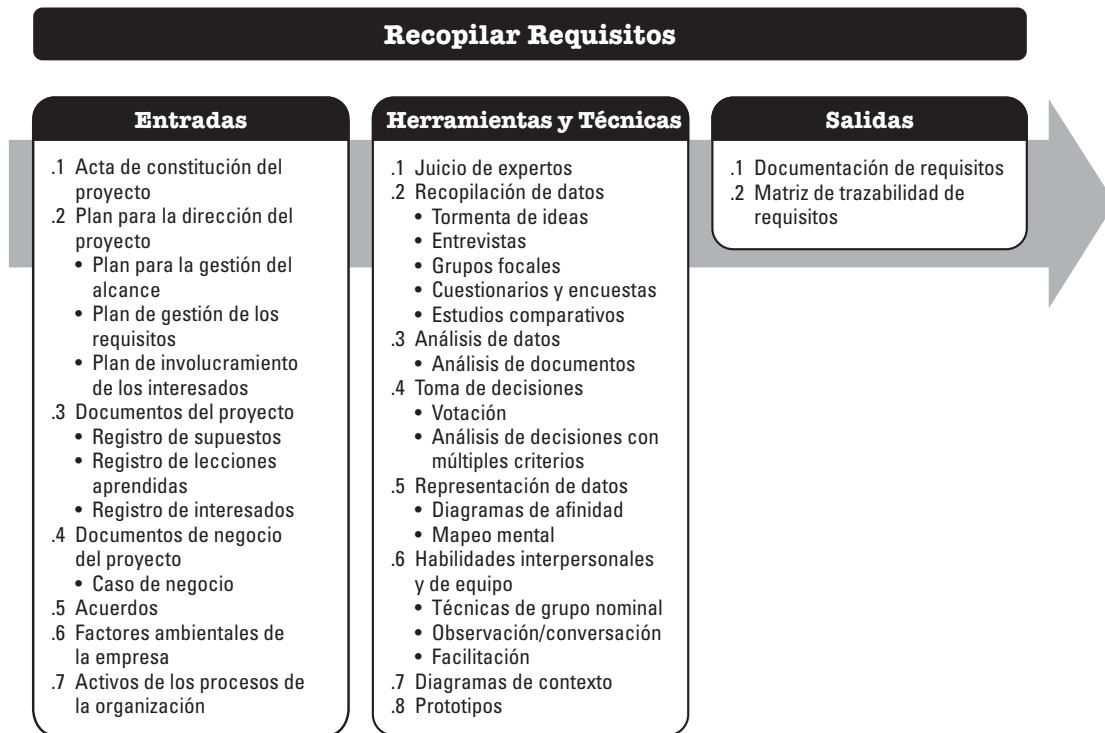 Recopilar Requisitos
Entradas
.1 Acta de constitución del
proyecto
.2 Plan para la dirección del
proyecto
• Plan para la gestión del
alcance
• Plan de gestión de los
requisitos
• Plan de involucramiento
de los interesados
.3 Documentos del proyecto
• Registro de supuestos
• Registro de lecciones
aprendidas
• Registro de interesados
.4 Documentos de negocio
del proyecto
• Caso de negocio
.5 Acuerdos
.6 Factores ambientales de
la empresa
.7 Activos de los procesos de
la organización
Herramientas y Técnicas
.1 Juicio de expertos
.2 Recopilación de datos
• Tormenta de ideas
• Entrevistas
• Grupos focales
• Cuestionarios y encuestas
• Estudios comparativos
.3 Análisis de datos
• Análisis de documentos
.4 Toma de decisiones
• Votación
• Análisis de decisiones con
múltiples criterios
.5 Representación de datos
• Diagramas de afinidad
• Mapeo mental
.6 Habilidades interpersonales
y de equipo
• Técnicas de grupo nominal
• Observación/conversación
• Facilitación
.7 Diagramas de contexto
.8 Prototipos
Salidas
.1 Documentación de requisitos
.2 Matriz de trazabilidad de
requisitos